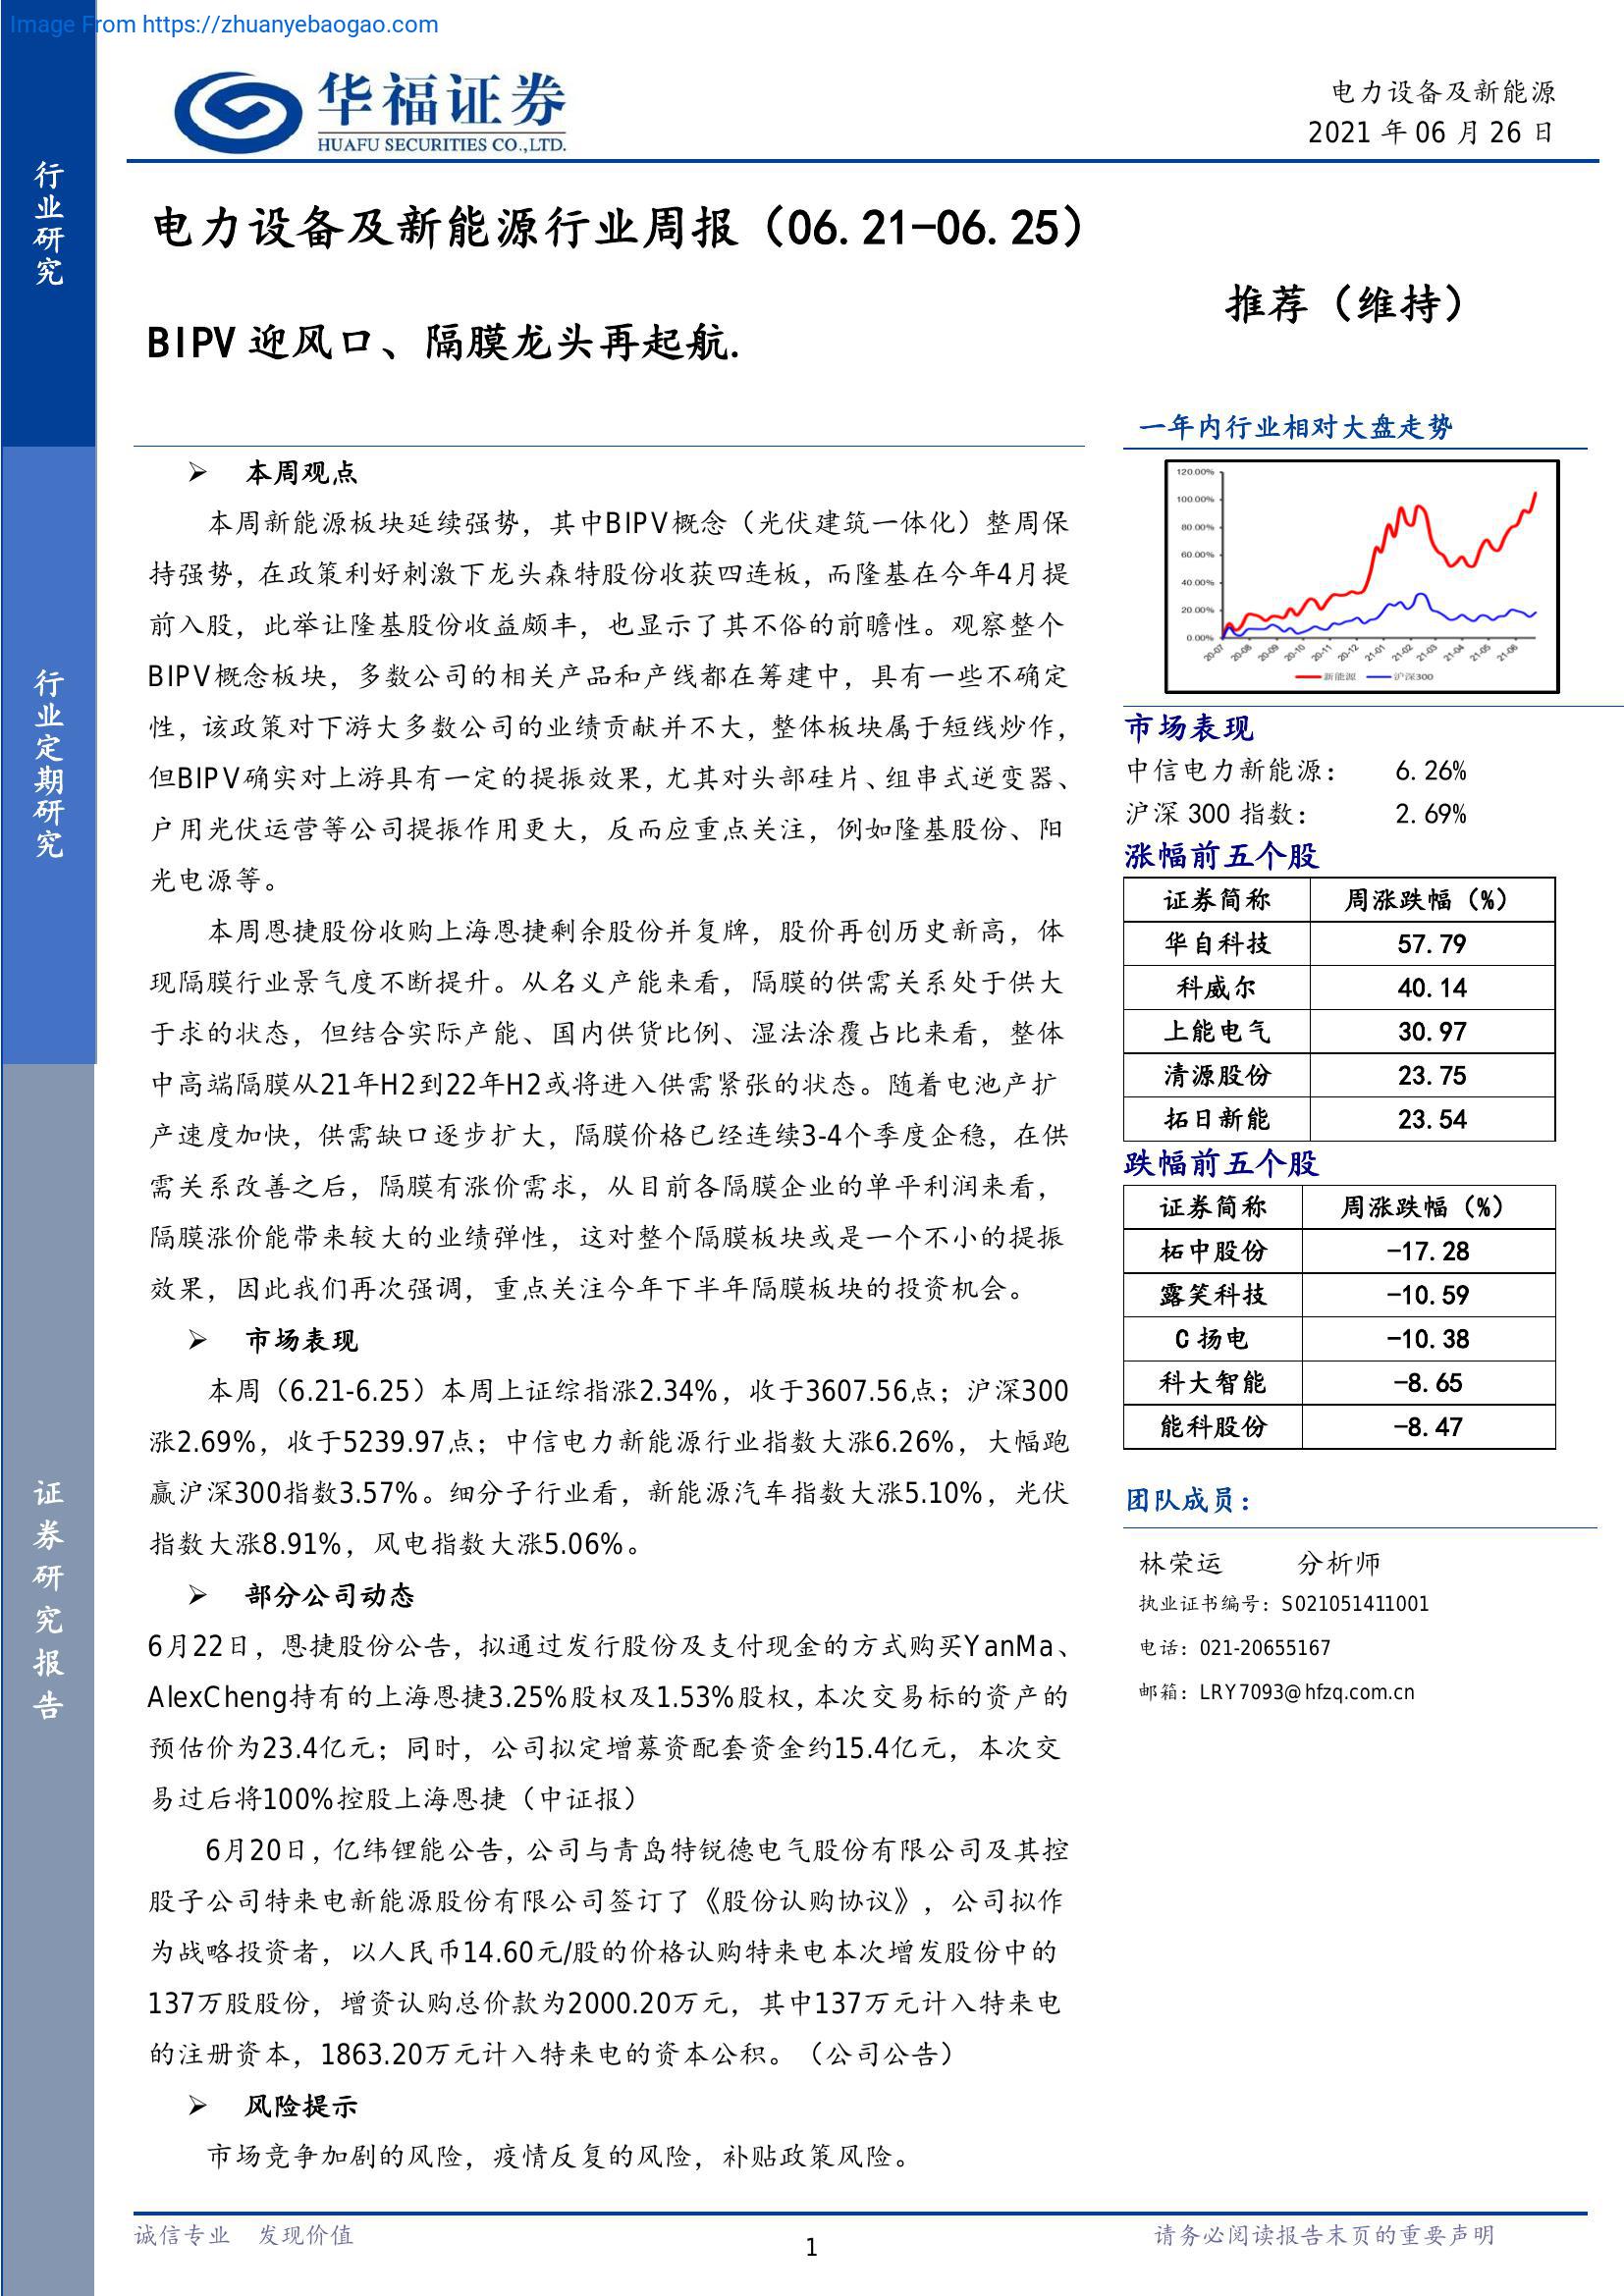 Image From https://zhuanyebaogao.com
华福证券
HUAFU SECURITIES CO.,LTD.
电力设备及新能源
2021 年 06 月 26 日
行业研究
行业定期研究
证券研究报告
电力设备及新能源行业周报（06.21-06.25）
推荐（维持）
BIPV 迎风口、隔膜龙头再起航.
➢ 本周观点
本周新能源板块延续强势，其中BIPV概念（光伏建筑一体化）整周保
持强势，在政策利好刺激下龙头森特股份收获四连板，而隆基在今年4月提
前入股，此举让隆基股份收益颇丰，也显示了其不俗的前瞻性。观察整个
BIPV概念板块，多数公司的相关产品和产线都在筹建中，具有一些不确定
性，该政策对下游大多数公司的业绩贡献并不大，整体板块属于短线炒作，
但BIPV确实对上游具有一定的提振效果，尤其对头部硅片、组串式逆变器、
户用光伏运营等公司提振作用更大，反而应重点关注，例如隆基股份、阳
光电源等。
本周恩捷股份收购上海恩捷剩余股份并复牌，股价再创历史新高，体
现隔膜行业景气度不断提升。从名义产能来看，隔膜的供需关系处于供大
于求的状态，但结合实际产能、国内供货比例、湿法涂覆占比来看，整体
中高端隔膜从21年H2到22年H2或将进入供需紧张的状态。随着电池产扩
产速度加快，供需缺口逐步扩大，隔膜价格已经连续3-4个季度企稳，在供
需关系改善之后，隔膜有涨价需求，从目前各隔膜企业的单平利润来看，
隔膜涨价能带来较大的业绩弹性，这对整个隔膜板块或是一个不小的提振
效果，因此我们再次强调，重点关注今年下半年隔膜板块的投资机会。
➢ 市场表现
本周（6.21-6.25）本周上证综指涨2.34%，收于3607.56点；沪深300
涨2.69%，收于5239.97点；中信电力新能源行业指数大涨6.26%，大幅跑
赢沪深300指数3.57%。细分子行业看，新能源汽车指数大涨5.10%，光伏
指数大涨8.91%，风电指数大涨5.06%。
➢ 部分公司动态
6月22日，恩捷股份公告，拟通过发行股份及支付现金的方式购买YanMa、
AlexCheng持有的上海恩捷3.25%股权及1.53%股权，本次交易标的资产的
预估价为23.4亿元；同时，公司拟定增募资配套资金约15.4亿元，本次交
易过后将100%控股上海恩捷（中证报）
6月20日，亿纬锂能公告，公司与青岛特锐德电气股份有限公司及其控
股子公司特来电新能源股份有限公司签订了《股份认购协议》，公司拟作
为战略投资者，以人民币14.60元/股的价格认购特来电本次增发股份中的
137万股股份，增资认购总价款为2000.20万元，其中137万元计入特来电
的注册资本，1863.20万元计入特来电的资本公积。（公司公告）
➢ 风险提示
市场竞争加剧的风险，疫情反复的风险，补贴政策风险。
一年内行业相对大盘走势
120.00%
100.00%
80.00%
60.00%
40.00%
20.00%
0.00%
20-07 20-08 20-09 20-10 20-11 20-12 21-01 21-02 21-03 21-04 21-05 21-06
新能源 沪深300
市场表现
中信电力新能源： 6.26%
沪深 300 指数： 2.69%
涨幅前五个股
证券简称 周涨跌幅（%）
华自科技 57.79
科威尔 40.14
上能电气 30.97
清源股份 23.75
拓日新能 23.54
跌幅前五个股
证券简称 周涨跌幅（%）
柘中股份 -17.28
露笑科技 -10.59
C 扬电 -10.38
科大智能 -8.65
能科股份 -8.47
团队成员：
林荣运 分析师
执业证书编号：S021051411001
电话：021-20655167
邮箱：LRY7093@hfzq.com.cn
诚信专业 发现价值
1
请务必阅读报告末页的重要声明